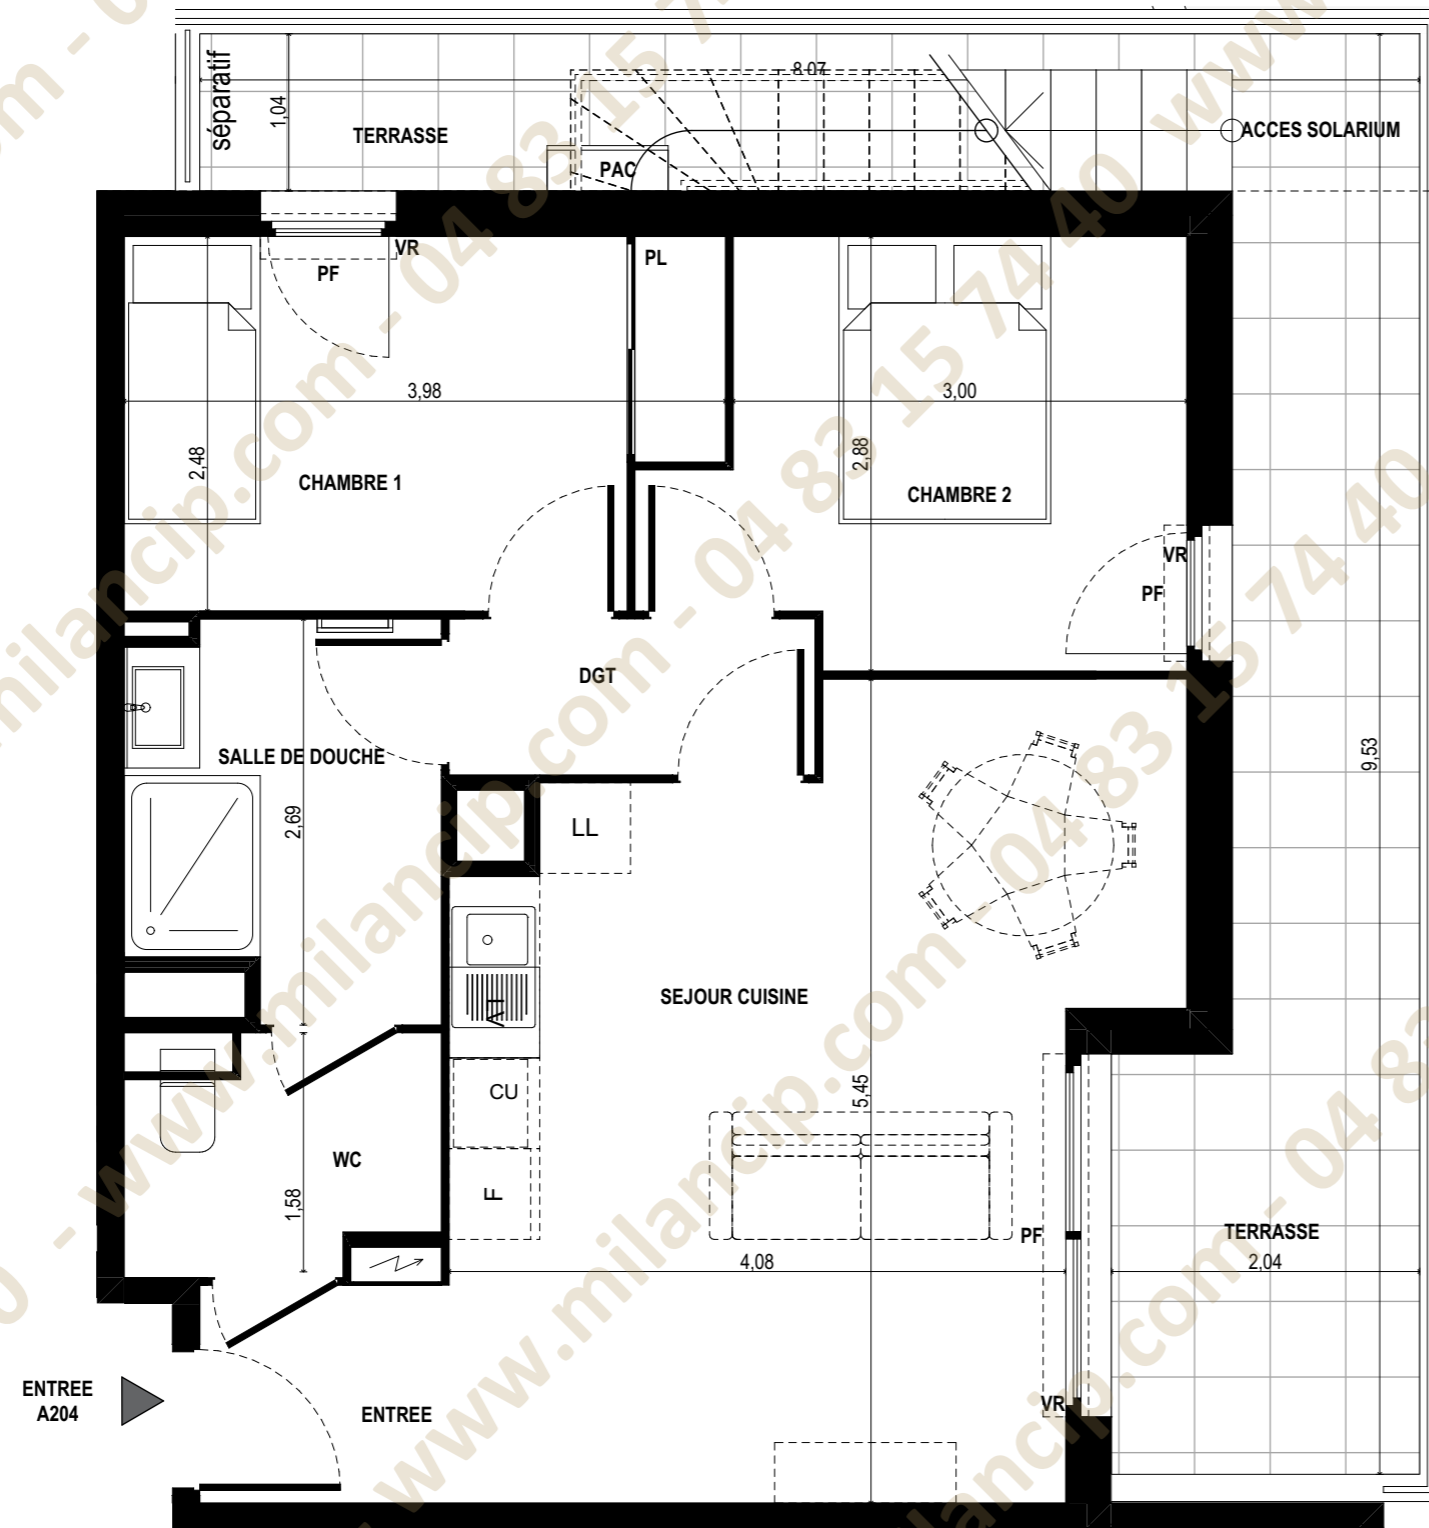 séparatif
1,04
TERRASSE
8,07
PAC
ACCES SOLARIUM
VR
PF
PL
3,98
3,00
2,48
2,88
CHAMBRE 1
CHAMBRE 2
VR
PF
DGT
SALLE DE DOUCHE
9,53
2,69
LL
SEJOUR CUISINE
CU
5,45
WC
F
1,58
PF
TERRASSE
4,08
2,04
ENTREE
A204
ENTREE
VR
www.milancip.com - 04 83 15 74 40
www.milancip.com - 04 83 15 74 40 www.
www.milancip.com - 04 83 15 74 40